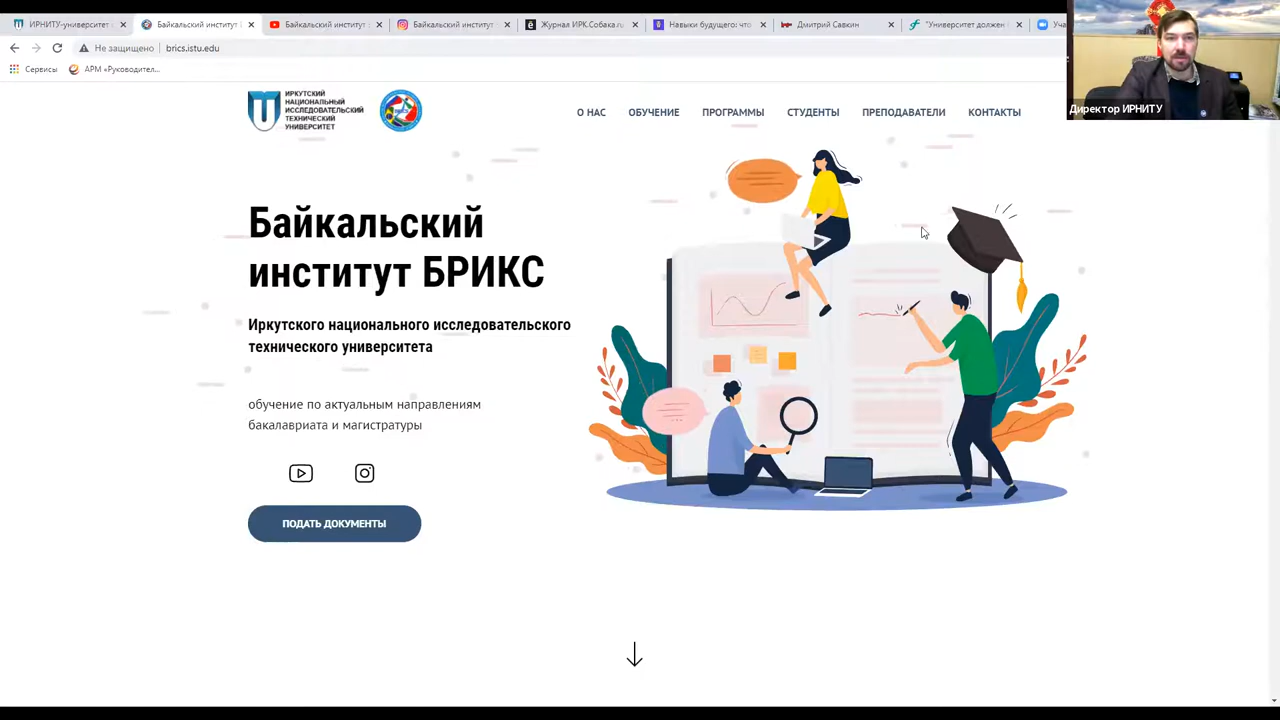 ИРНИТУ-университет
Байкальский институт
Байкальский институт
Байкальский институт
Журнал ИРК.Собака.ru
Навыки будущего: что
Дмитрий Савкин
"Университет должен
Уча
Не защищено
brics.istu.edu
Сервисы
АРМ «Руководител...
Директор ИРНИТУ
ИРКУТСКИЙ
НАЦИОНАЛЬНЫЙ
ИССЛЕДОВАТЕЛЬСКИЙ
ТЕХНИЧЕСКИЙ
УНИВЕРСИТЕТ
О НАС
ОБУЧЕНИЕ
ПРОГРАММЫ
СТУДЕНТЫ
ПРЕПОДАВАТЕЛИ
КОНТАКТЫ
Байкальский
институт БРИКС
Иркутского национального исследовательского
технического университета
обучение по актуальным направлениям
бакалавриата и магистратуры
ПОДАТЬ ДОКУМЕНТЫ